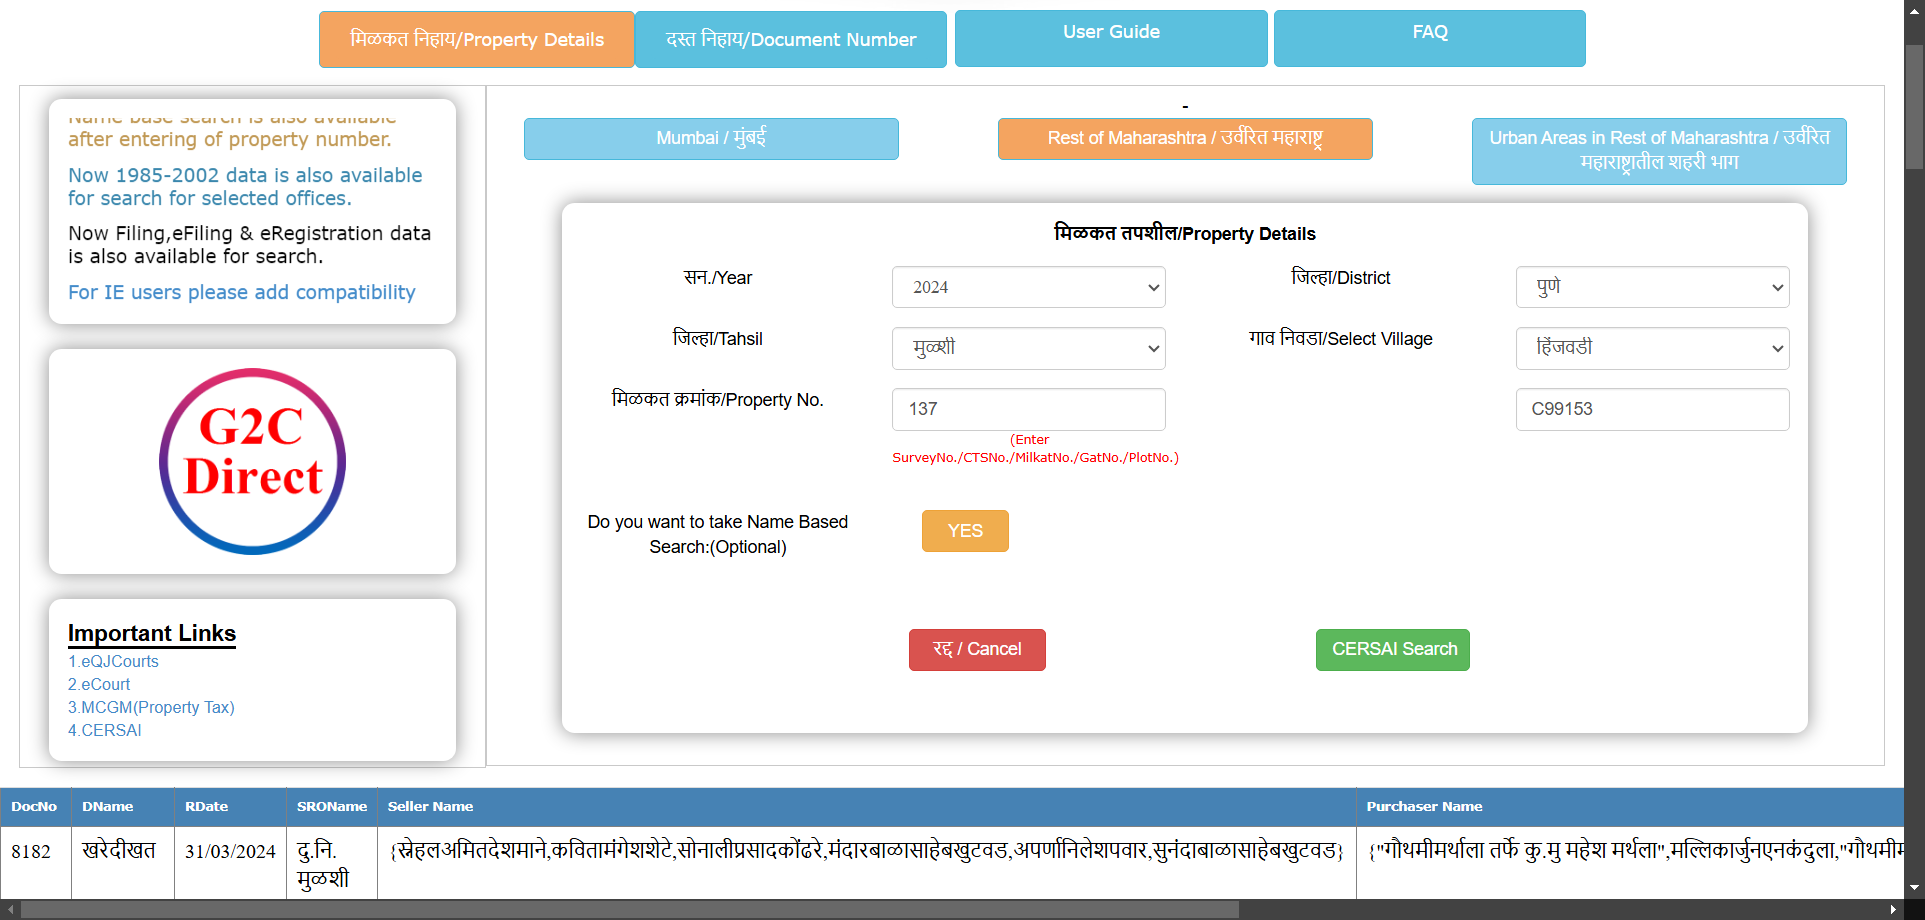 मिळकत निहाय/Property Details
दस्त निहाय/Document Number
User Guide
FAQ
Name base search is also available
after entering of property number.
Now 1985-2002 data is also available
for search for selected offices.
Now Filing,eFiling & eRegistration data
is also available for search.
For IE users please add compatibility
G2C
Direct
Important Links
1.eQJCourts
2.eCourt
3.MCGM(Property Tax)
4.CERSAI
-
Mumbai / मुंबई
Rest of Maharashtra / उर्वरित महाराष्ट्र
Urban Areas in Rest of Maharashtra / उर्वरित
महाराष्ट्रातील शहरी भाग
मिळकत तपशील/Property Details
सन./Year
2024
जिल्हा/District
पुणे
जिल्हा/Tahsil
मुळशी
गाव निवडा/Select Village
हिंजवडी
मिळकत क्रमांक/Property No.
137
C99153
(Enter
SurveyNo./CTSNo./MilkatNo./GatNo./PlotNo.)
Do you want to take Name Based
Search:(Optional)
YES
रद्द / Cancel
CERSAI Search
DocNo DName RDate SROName Seller Name Purchaser Name
8182 खरेदीखत 31/03/2024 दु.नि. {स्नेहलअमितदेशमाने,कवितामंगेशशेटे,सोनालीप्रसादकोंढरे,मंदारबाळासाहेबखुटवड,अपर्णानिलेशपवार,सुनंदाबाळासाहेबखुटवड} {"गौथमीमर्थाला तर्फे कु.मु महेश मर्थला",मल्लिकार्जुनएनकंदुला,"गौथमीम
मुळशी